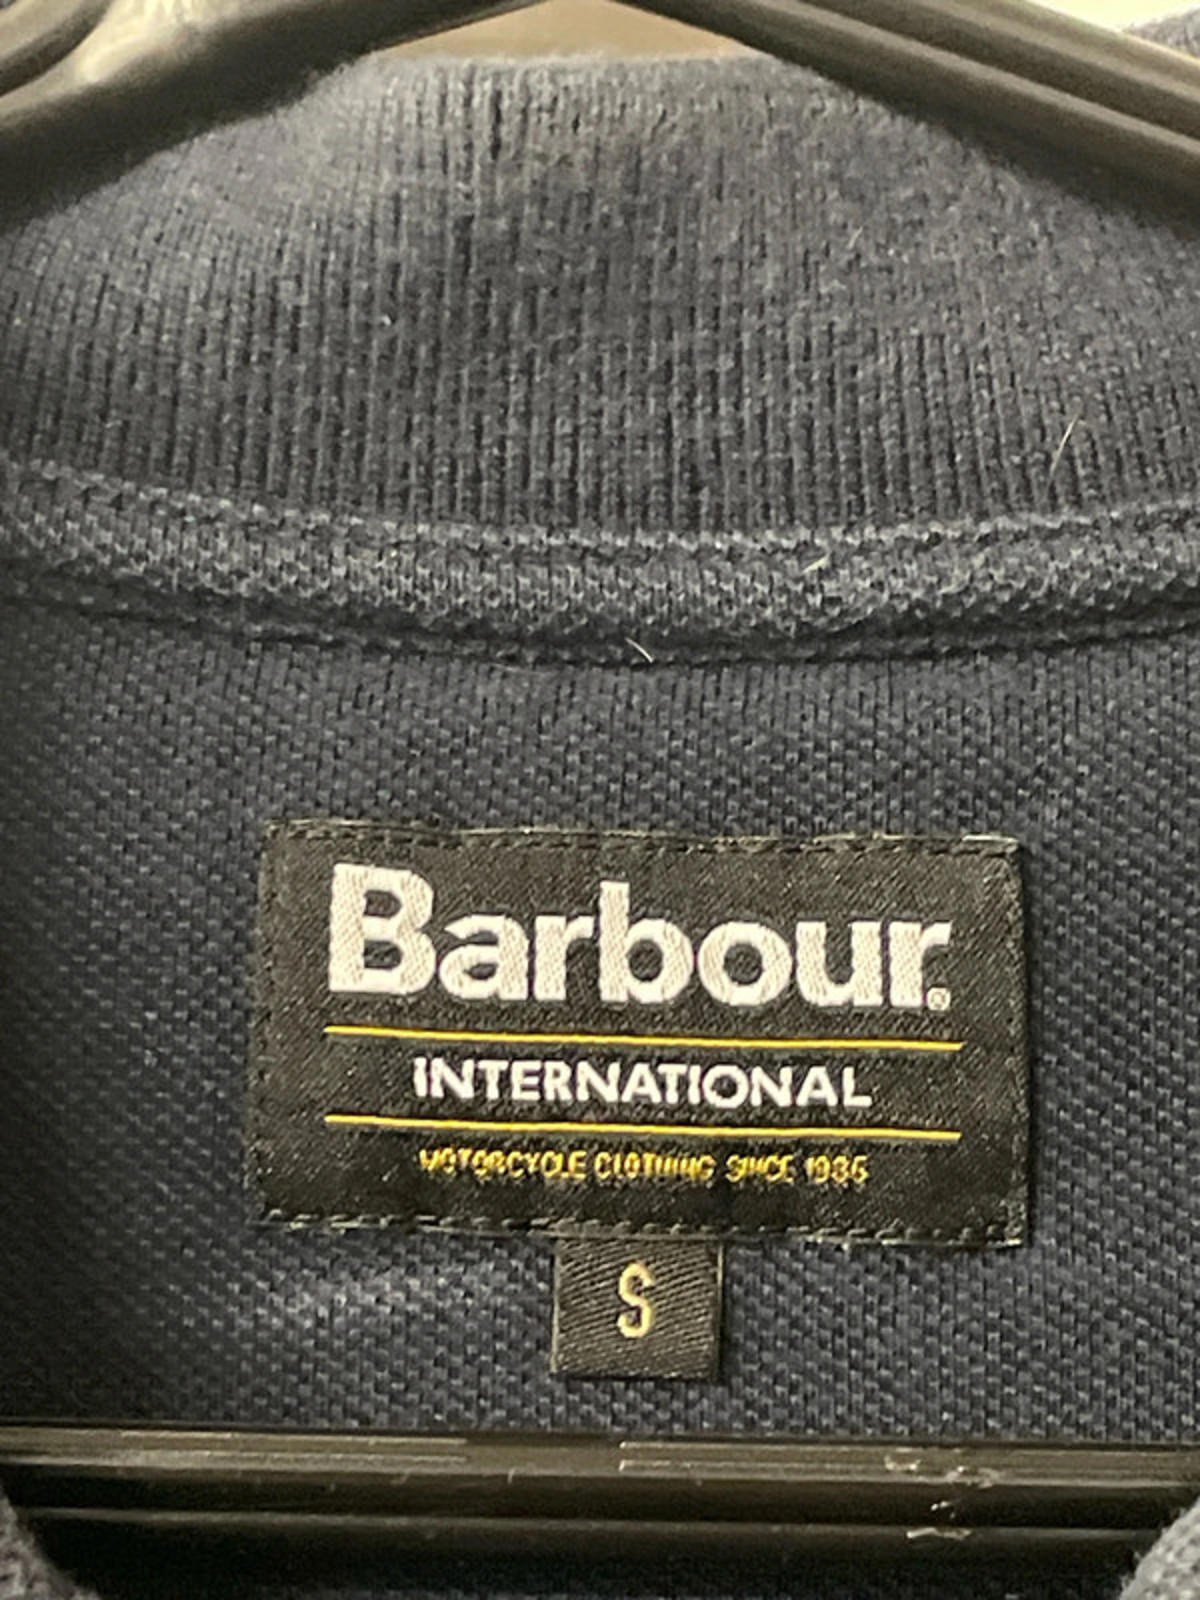 Barbour®
INTERNATIONAL
MOTORCYCLE CLOTHING SINCE 1936
S